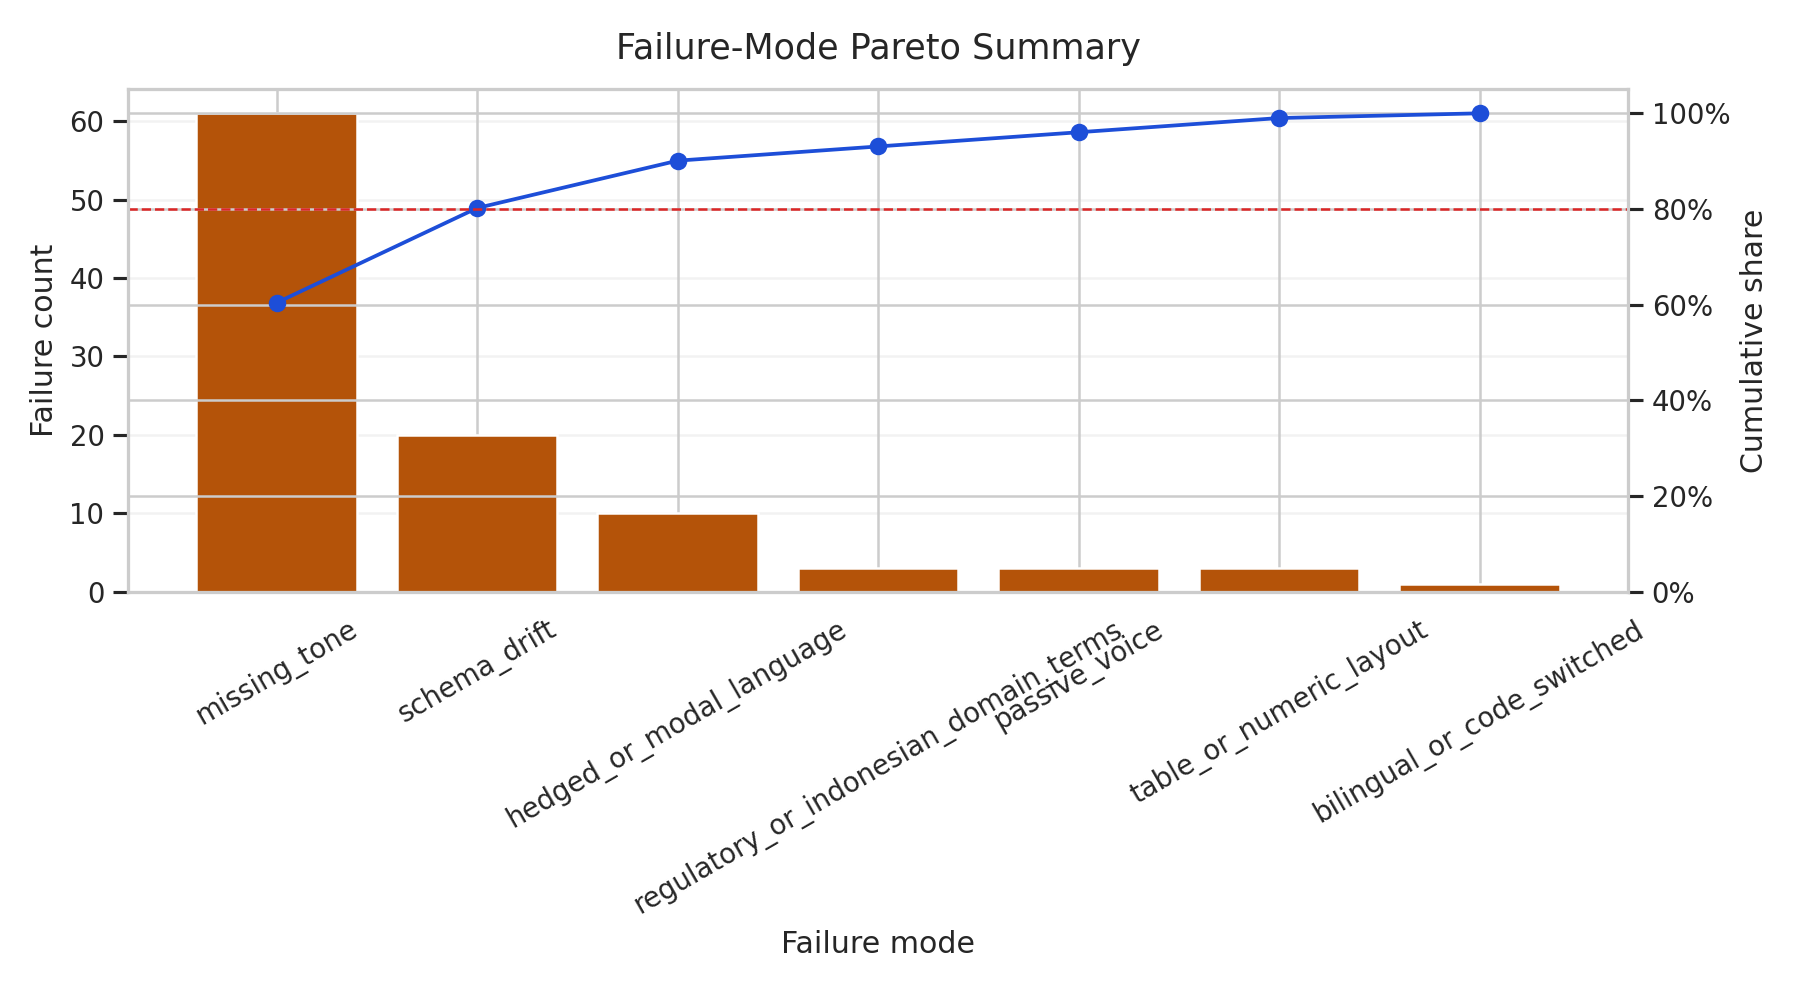 Failure-Mode Pareto Summary
Failure count
60
50
40
30
20
10
0
100%
80%
60%
40%
20%
0%
Cumulative share
missing_tone
schema_drift
hedged_or_modal_language
regulatory_or_indonesian_domain_terms
passive_voice
table_or_numeric_layout
bilingual_or_code_switched
Failure mode